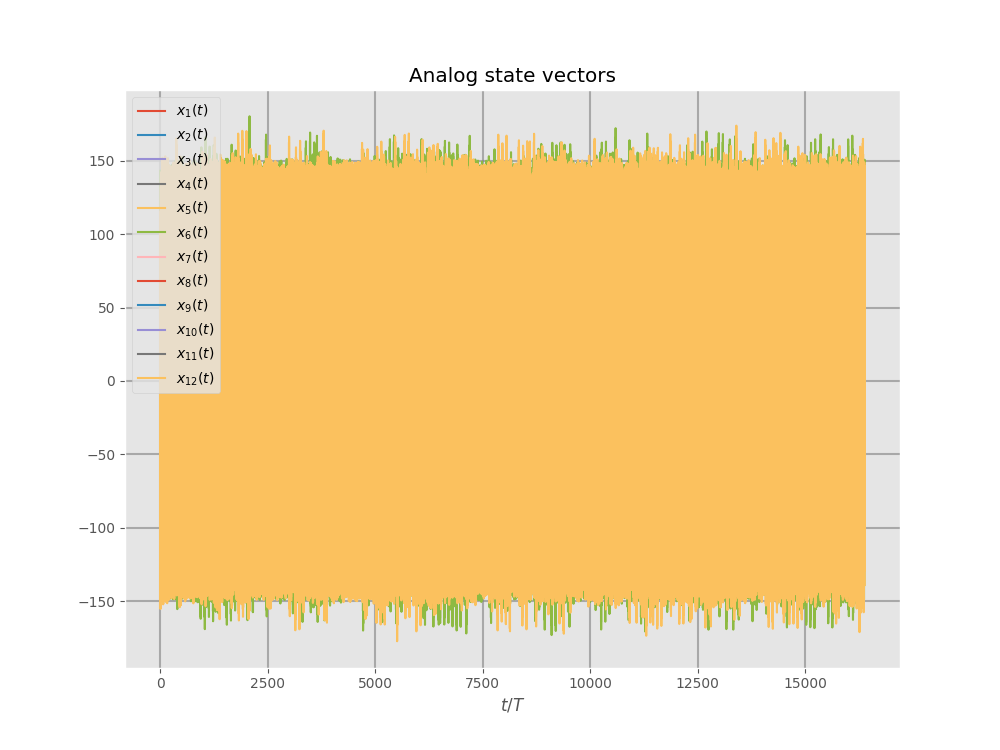 Analog state vectors
x₁(t)
x₂(t)
x₃(t)
x₄(t)
x₅(t)
x₆(t)
x₇(t)
x₈(t)
x₉(t)
x₁₀(t)
x₁₁(t)
x₁₂(t)
150
100
50
0
−50
−100
−150
0 2500 5000 7500 10000 12500 15000
t/T